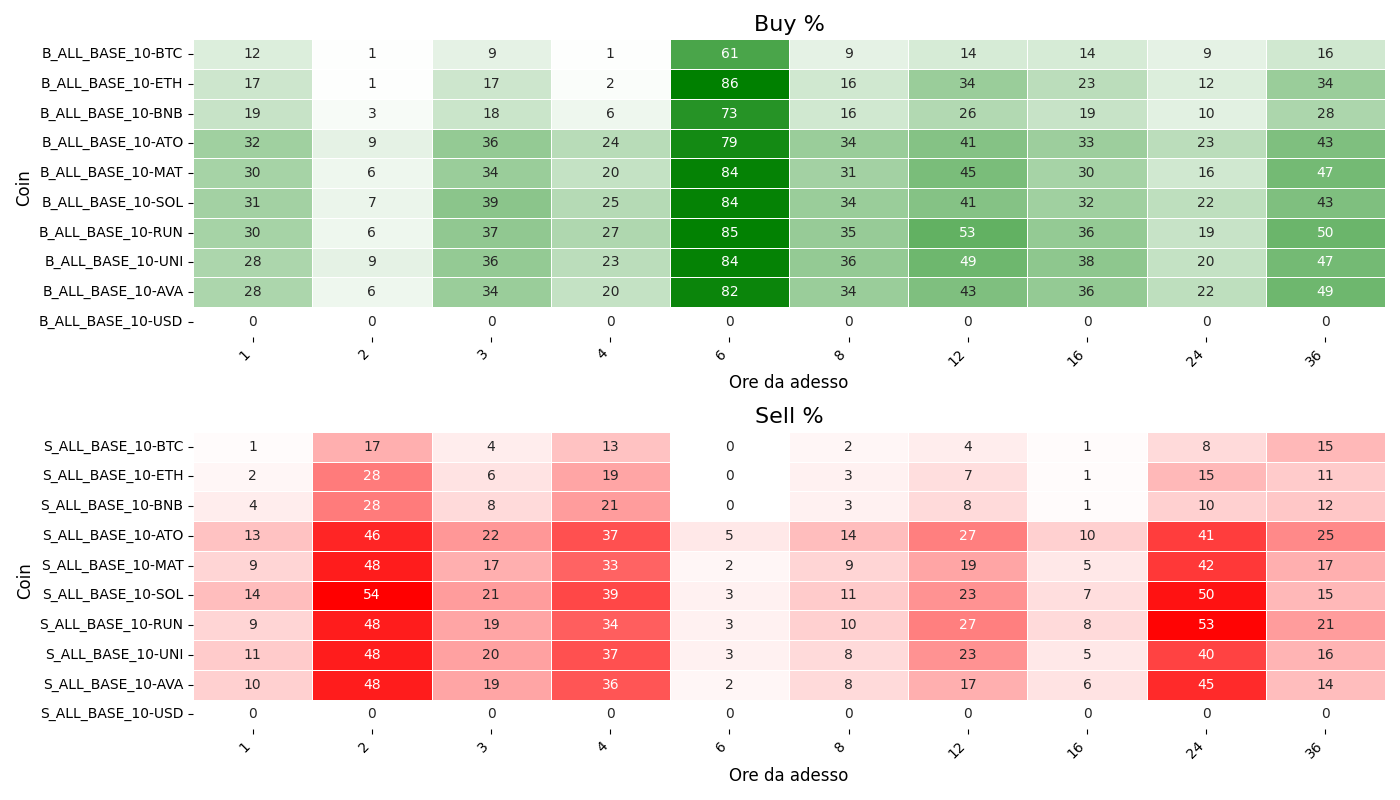 Buy %
Coin
B_ALL_BASE_10-BTC 12 1 9 1 61 9 14 14 9 16
B_ALL_BASE_10-ETH 17 1 17 2 86 16 34 23 12 34
B_ALL_BASE_10-BNB 19 3 18 6 73 16 26 19 10 28
B_ALL_BASE_10-ATO 32 9 36 24 79 34 41 33 23 43
B_ALL_BASE_10-MAT 30 6 34 20 84 31 45 30 16 47
B_ALL_BASE_10-SOL 31 7 39 25 84 34 41 32 22 43
B_ALL_BASE_10-RUN 30 6 37 27 85 35 53 36 19 50
B_ALL_BASE_10-UNI 28 9 36 23 84 36 49 38 20 47
B_ALL_BASE_10-AVA 28 6 34 20 82 34 43 36 22 49
B_ALL_BASE_10-USD 0 0 0 0 0 0 0 0 0 0
1 2 3 4 6 8 12 16 24 36
Ore da adesso
Sell %
Coin
S_ALL_BASE_10-BTC 1 17 4 13 0 2 4 1 8 15
S_ALL_BASE_10-ETH 2 28 6 19 0 3 7 1 15 11
S_ALL_BASE_10-BNB 4 28 8 21 0 3 8 1 10 12
S_ALL_BASE_10-ATO 13 46 22 37 5 14 27 10 41 25
S_ALL_BASE_10-MAT 9 48 17 33 2 9 19 5 42 17
S_ALL_BASE_10-SOL 14 54 21 39 3 11 23 7 50 15
S_ALL_BASE_10-RUN 9 48 19 34 3 10 27 8 53 21
S_ALL_BASE_10-UNI 11 48 20 37 3 8 23 5 40 16
S_ALL_BASE_10-AVA 10 48 19 36 2 8 17 6 45 14
S_ALL_BASE_10-USD 0 0 0 0 0 0 0 0 0 0
1 2 3 4 6 8 12 16 24 36
Ore da adesso